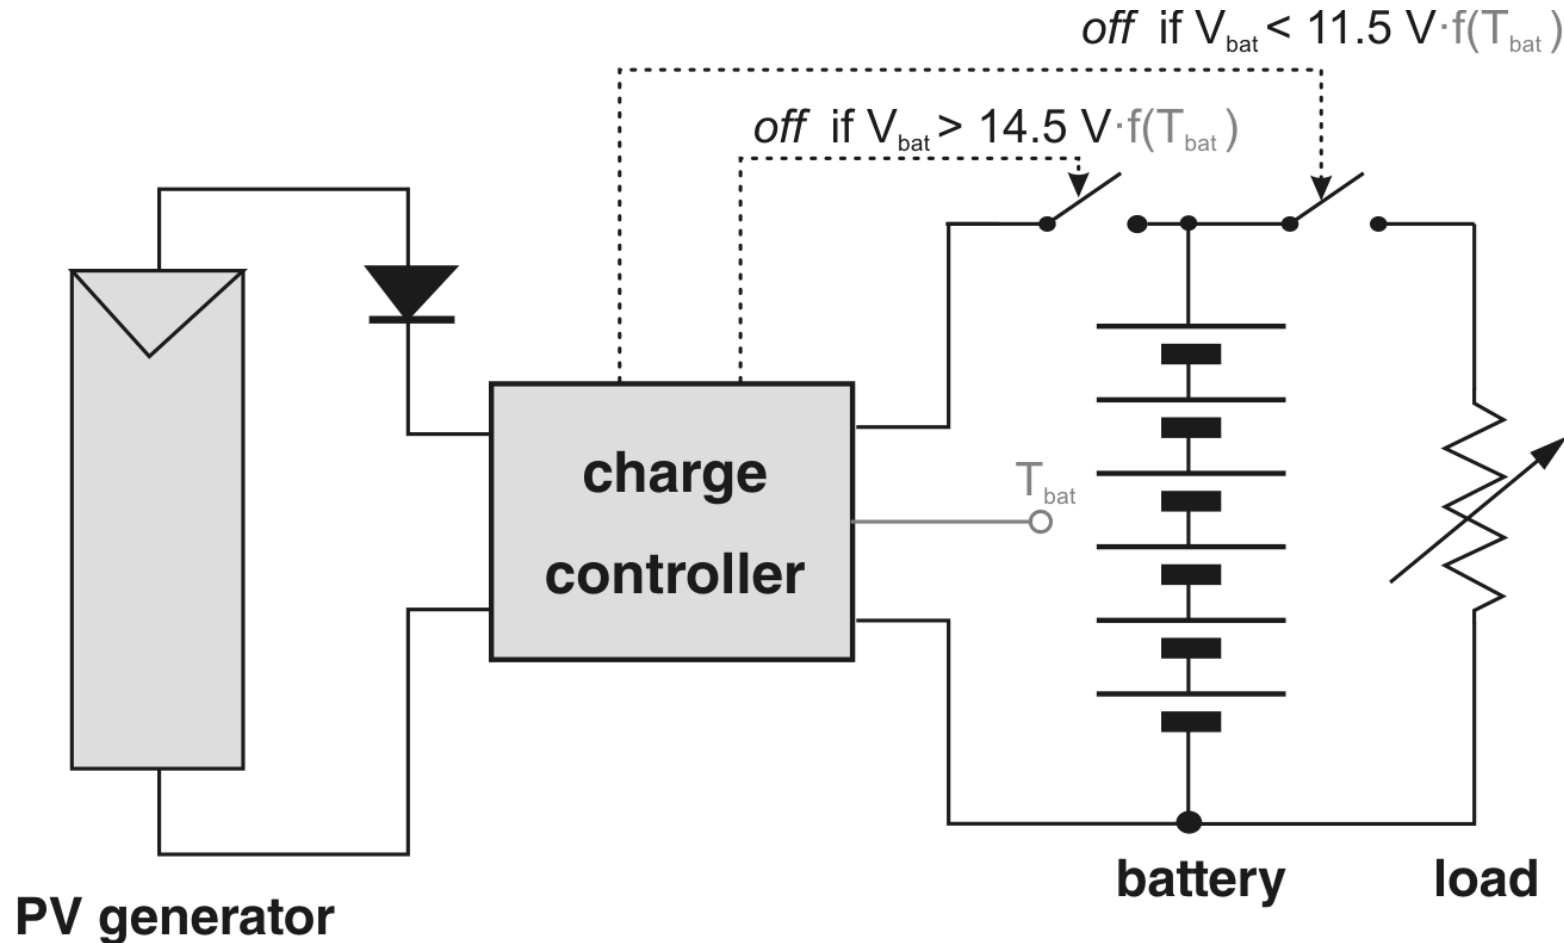 off if Vbat < 11.5 V·f(Tbat)
off if Vbat > 14.5 V·f(Tbat)
charge
controller
Tbat
battery
load
PV generator